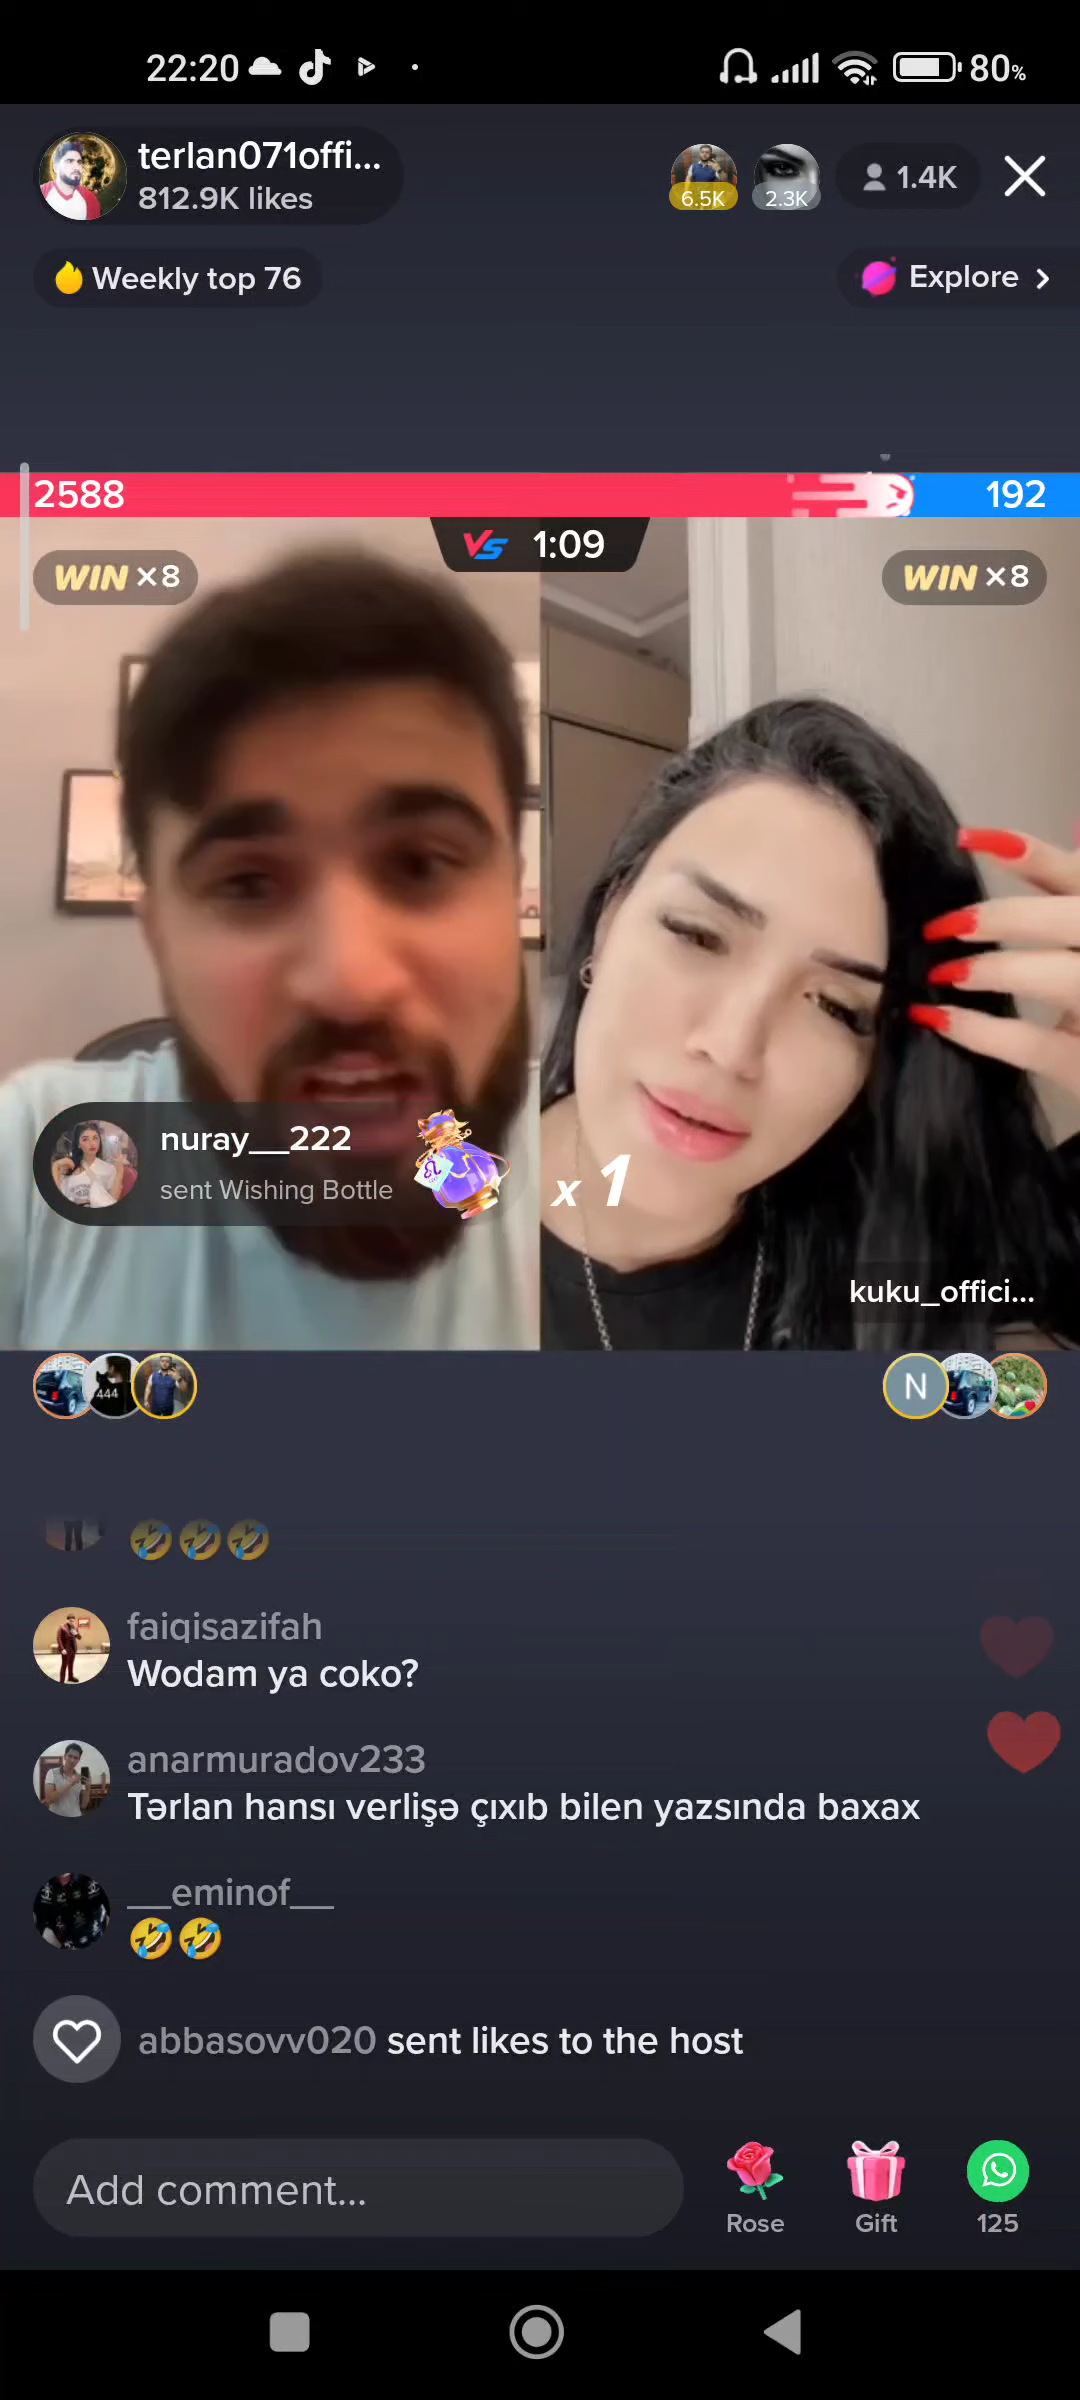 22:20
80%
terlan071offi...
812.9K likes
6.5K
2.3K
1.4K
Weekly top 76
Explore
2588
192
VS 1:09
WIN ×8
WIN ×8
nuray__222
sent Wishing Bottle
x 1
kuku_offici...
444
N
faiqisazifah
Wodam ya coko?
anarmuradov233
Tərlan hansı verlişə çıxıb bilen yazsında baxax
__eminof__
abbasovv020 sent likes to the host
Add comment...
Rose
Gift
125